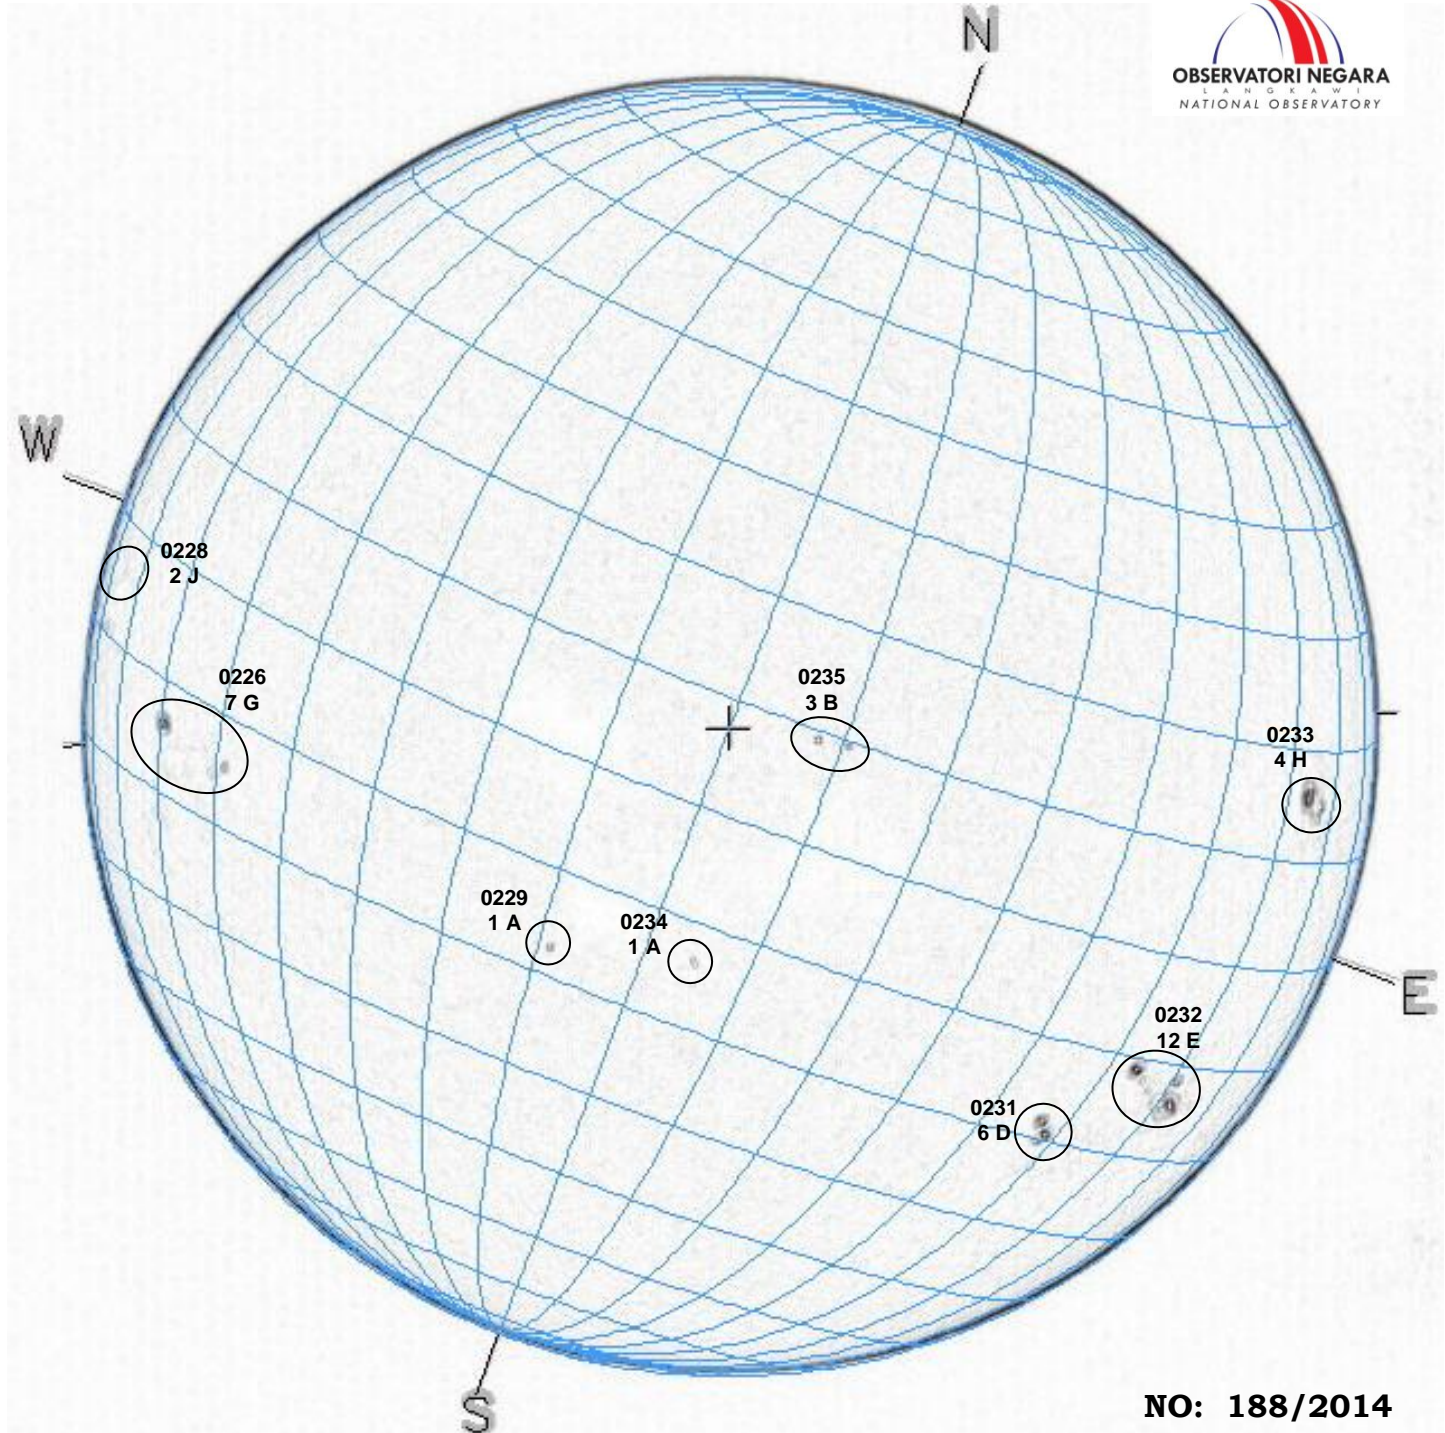 N
OBSERVATORI NEGARA
LANGKAWI
NATIONAL OBSERVATORY
W
0228
2 J
0226
7 G
0235
3 B
0233
4 H
0229
1 A
0234
1 A
E
0232
12 E
0231
6 D
S
NO: 188/2014